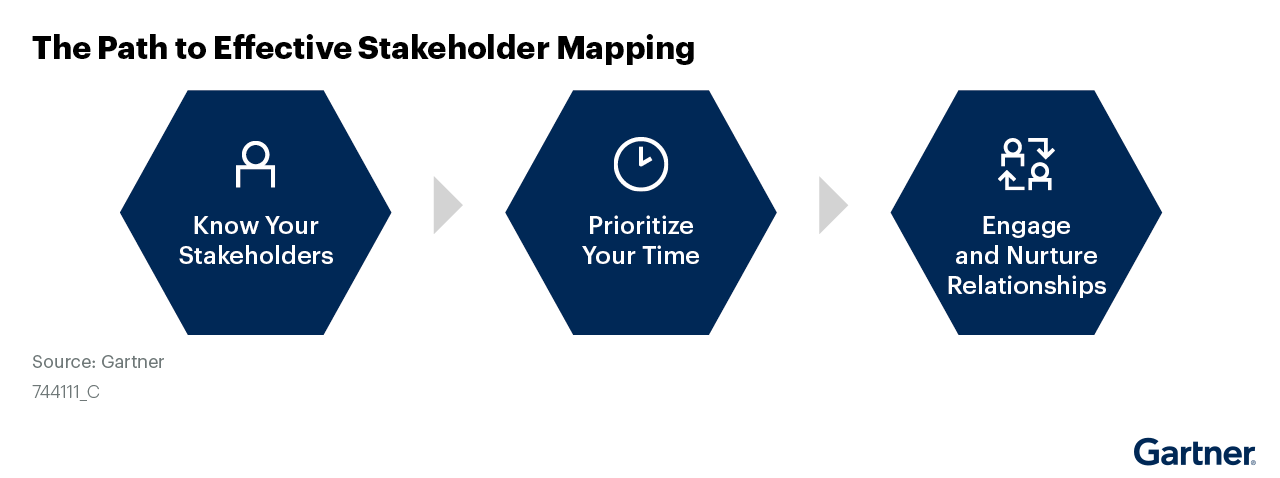 The Path to Effective Stakeholder Mapping
Know Your
Stakeholders
Prioritize
Your Time
Engage
and Nurture
Relationships
Source: Gartner
744111_C
Gartner®